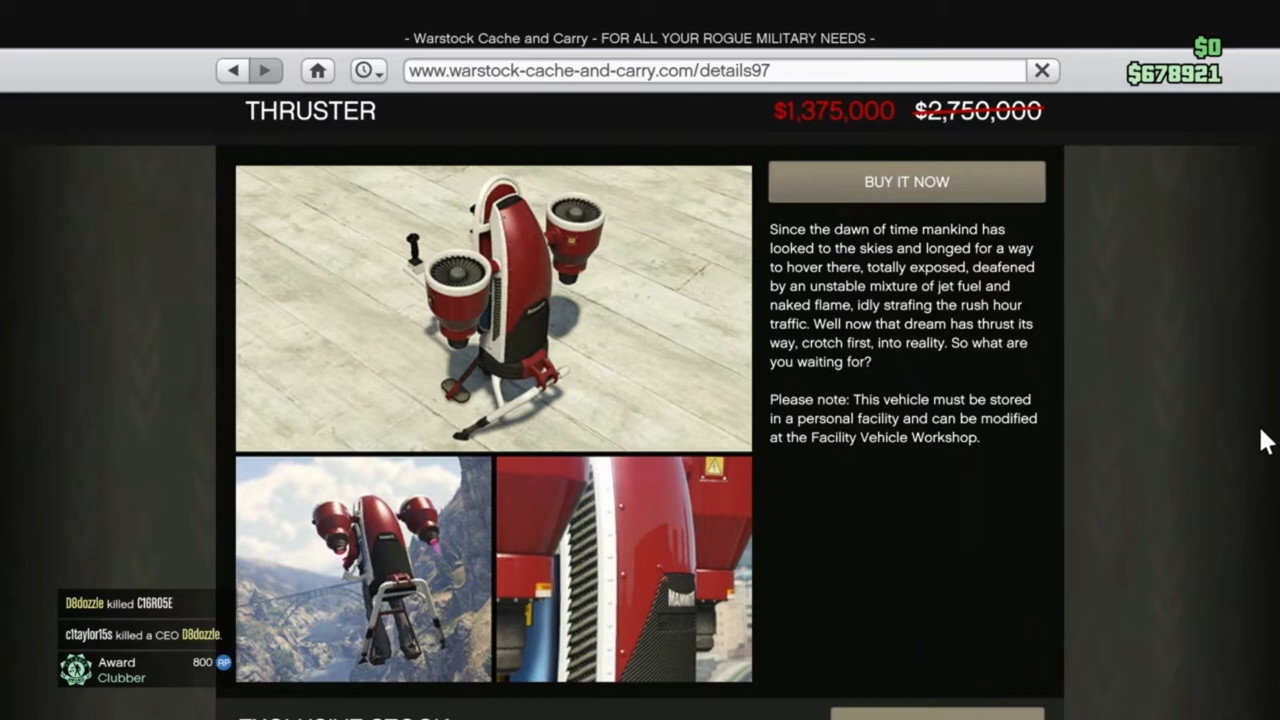 - Warstock Cache and Carry - FOR ALL YOUR ROGUE MILITARY NEEDS -
$0
www.warstock-cache-and-carry.com/details97
$678921
THRUSTER
$1,375,000 $2,750,000
BUY IT NOW
Since the dawn of time mankind has
looked to the skies and longed for a way
to hover there, totally exposed, deafened
by an unstable mixture of jet fuel and
naked flame, idly strafing the rush hour
traffic. Well now that dream has thrust its
way, crotch first, into reality. So what are
you waiting for?
Please note: This vehicle must be stored
in a personal facility and can be modified
at the Facility Vehicle Workshop.
D8dozzle killed C16R05E
c1taylor15s killed a CEO D8dozzle.
Award 800 RP
Clubber
EXCLUSIVE STOCK